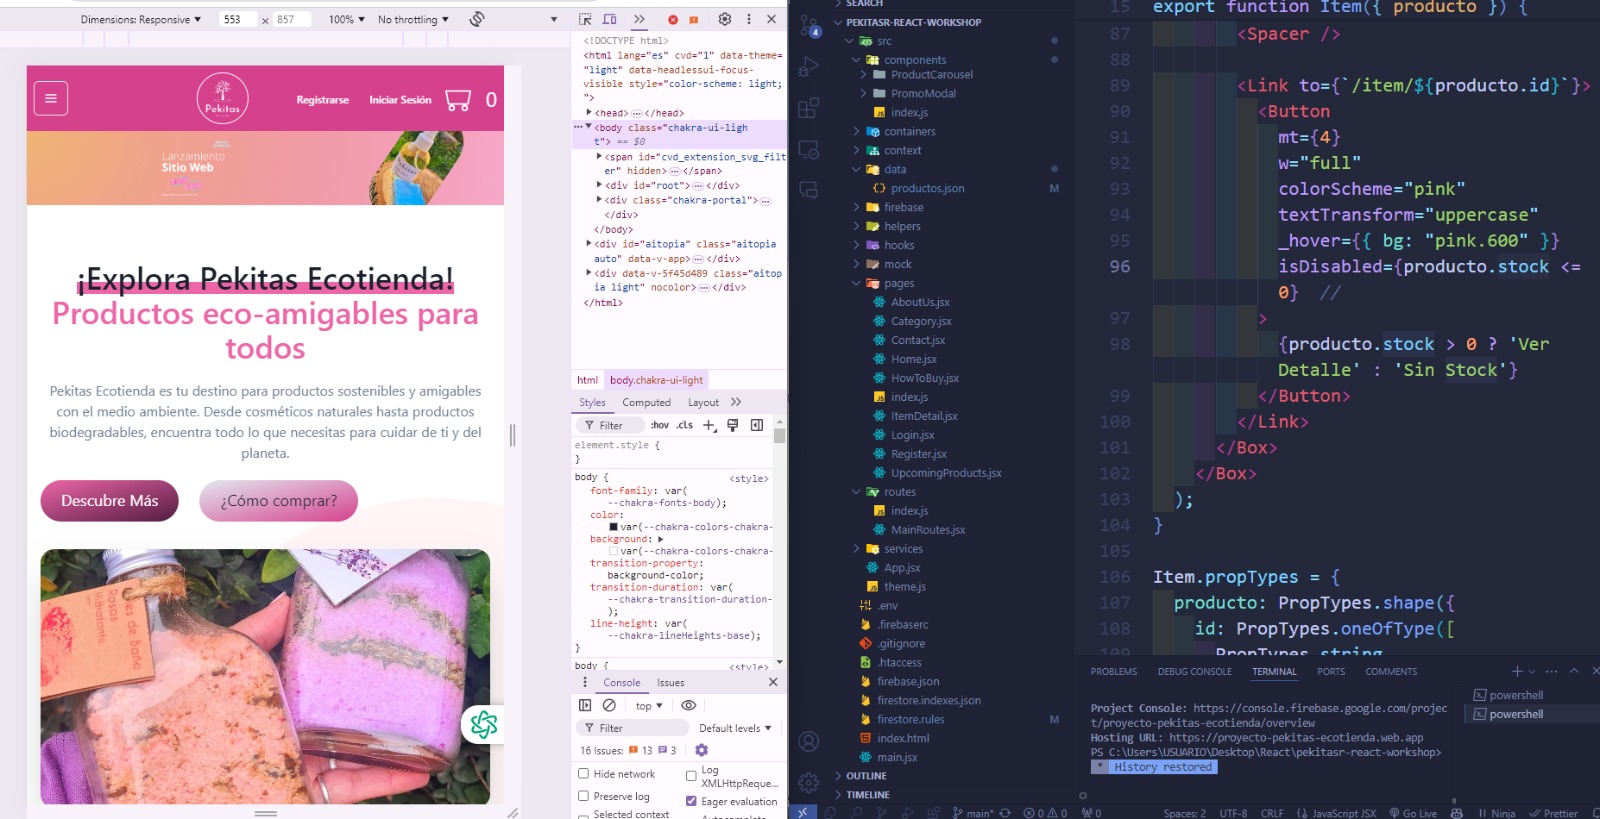 Dimensions: Responsive
553
×
857
100%
No throttling
Pekitas
Registrarse
Iniciar Sesión
0
Lanzamiento
Sitio Web
¡Explora Pekitas Ecotienda!
Productos eco-amigables para
todos
Pekitas Ecotienda es tu destino para productos sostenibles y amigables
con el medio ambiente. Desde cosméticos naturales hasta productos
biodegradables, encuentra todo lo que necesitas para cuidar de ti y del
planeta.
Descubre Más
¿Cómo comprar?
<!DOCTYPE html>
<html lang="es" cvd="1" data-theme=
"light" data-headlessui-focus-
visible style="color-scheme: light;
">
<head> … </head>
<body class="chakra-ui-ligh
t"> == $0
<span id="cvd_extension_svg_filt
er" hidden> … </span>
<div id="root"> … </div>
<div class="chakra-portal"> …
</div>
</body>
<div id="aitopia" class="aitopia
auto" data-v-app> … </div>
<div data-v-5f45d489 class="aitop
ia light" nocolor> … </div>
</html>
html
body.chakra-ui-light
Styles
Computed
Layout
Filter
:hov
.cls
element.style {
}
body {
<style>
font-family: var(
--chakra-fonts-body);
color:
var(--chakra-colors-chakra-
background:
var(--chakra-colors-chakra-
transition-property:
background-color;
transition-duration: var(
--chakra-transition-duration-
);
line-height: var(
--chakra-lineHeights-base);
}
body {
<style>
Console
Issues
top
Filter
Default levels
16 Issues:
13
3
Hide network
Log
XMLHttpReque...
Preserve log
Eager evaluation
Selected context
SEARCH
PEKITASR-REACT-WORKSHOP
4
src
components
ProductCarousel
PromoModal
index.js
containers
context
data
productos.json
M
firebase
helpers
hooks
mock
pages
AboutUs.jsx
Category.jsx
Contact.jsx
Home.jsx
HowToBuy.jsx
index.js
ItemDetail.jsx
Login.jsx
Register.jsx
UpcomingProducts.jsx
routes
index.js
MainRoutes.jsx
services
App.jsx
theme.js
.env
.firebaserc
.gitignore
.htaccess
firebase.json
firestore.indexes.json
firestore.rules
M
index.html
main.jsx
OUTLINE
TIMELINE
15 export function Item({ producto }) {
87 <Spacer />
88
89 <Link to={`/item/${producto.id}`}>
90 <Button
91 mt={4}
92 w="full"
93 colorScheme="pink"
94 textTransform="uppercase"
95 _hover={{ bg: "pink.600" }}
96 isDisabled={producto.stock <=
0} //
97 >
98 {producto.stock > 0 ? 'Ver
Detalle' : 'Sin Stock'}
99 </Button>
100 </Link>
101 </Box>
102 </Box>
103 );
104 }
105
106 Item.propTypes = {
107 producto: PropTypes.shape({
108 id: PropTypes.oneOfType([
109 PropTypes.string
PROBLEMS
DEBUG CONSOLE
TERMINAL
PORTS
COMMENTS
Project Console: https://console.firebase.google.com/projec
t/proyecto-pekitas-ecotienda/overview
Hosting URL: https://proyecto-pekitas-ecotienda.web.app
PS C:\Users\USUARIO\Desktop\React\pekitasr-react-workshop>
* History restored
powershell
powershell
main*
0
0
0
Spaces: 2
UTF-8
CRLF
JavaScript JSX
Go Live
Ninja
Prettier